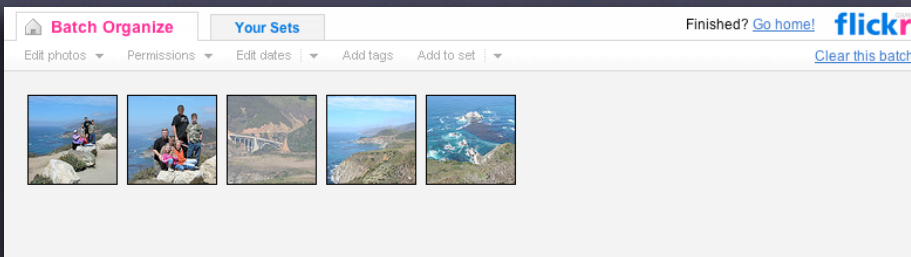 Batch Organize
Your Sets
Finished? Go home!
flickr
Edit photos
Permissions
Edit dates
Add tags
Add to set
Clear this batch